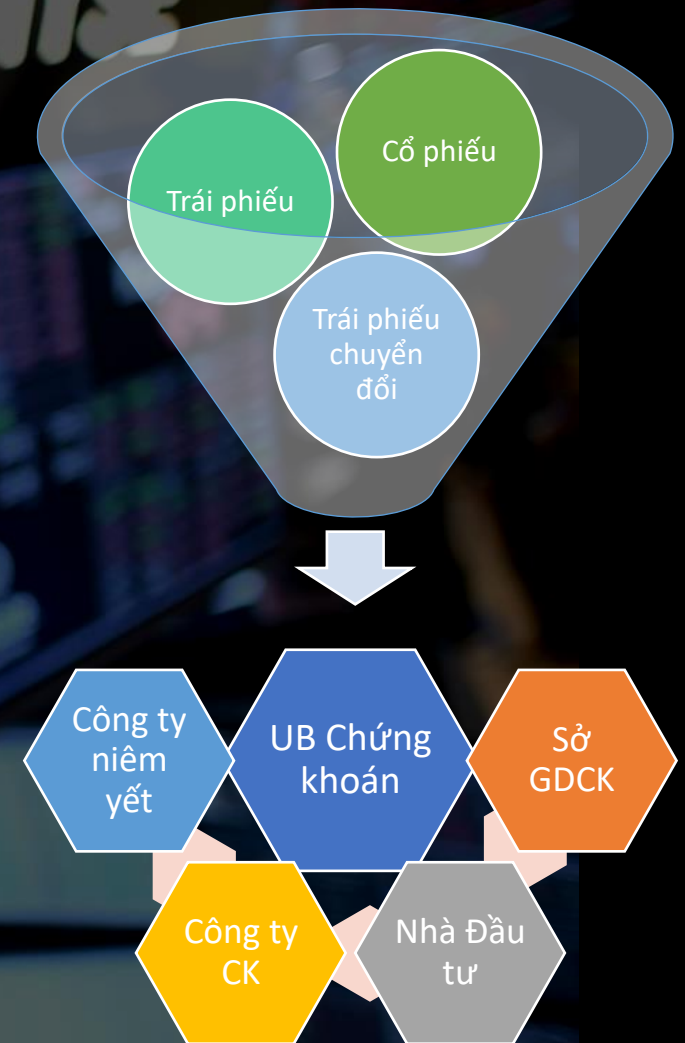 Cổ phiếu
Trái phiếu
Trái phiếu
chuyển
đổi
Công ty
niêm
yết
UB Chứng
khoán
Sở
GDCK
Công ty
CK
Nhà Đầu
tư